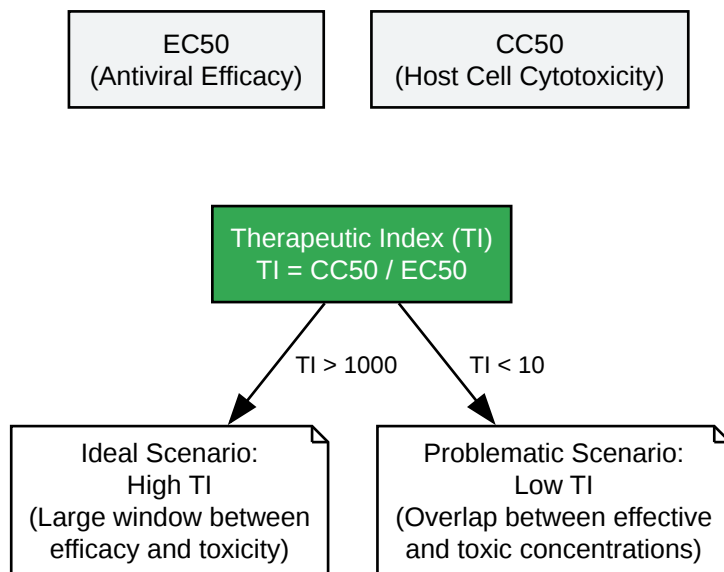 EC50
(Antiviral Efficacy)
CC50
(Host Cell Cytotoxicity)
Therapeutic Index (TI)
TI = CC50 / EC50
TI > 1000
TI < 10
Ideal Scenario:
High TI
(Large window between
efficacy and toxicity)
Problematic Scenario:
Low TI
(Overlap between effective
and toxic concentrations)